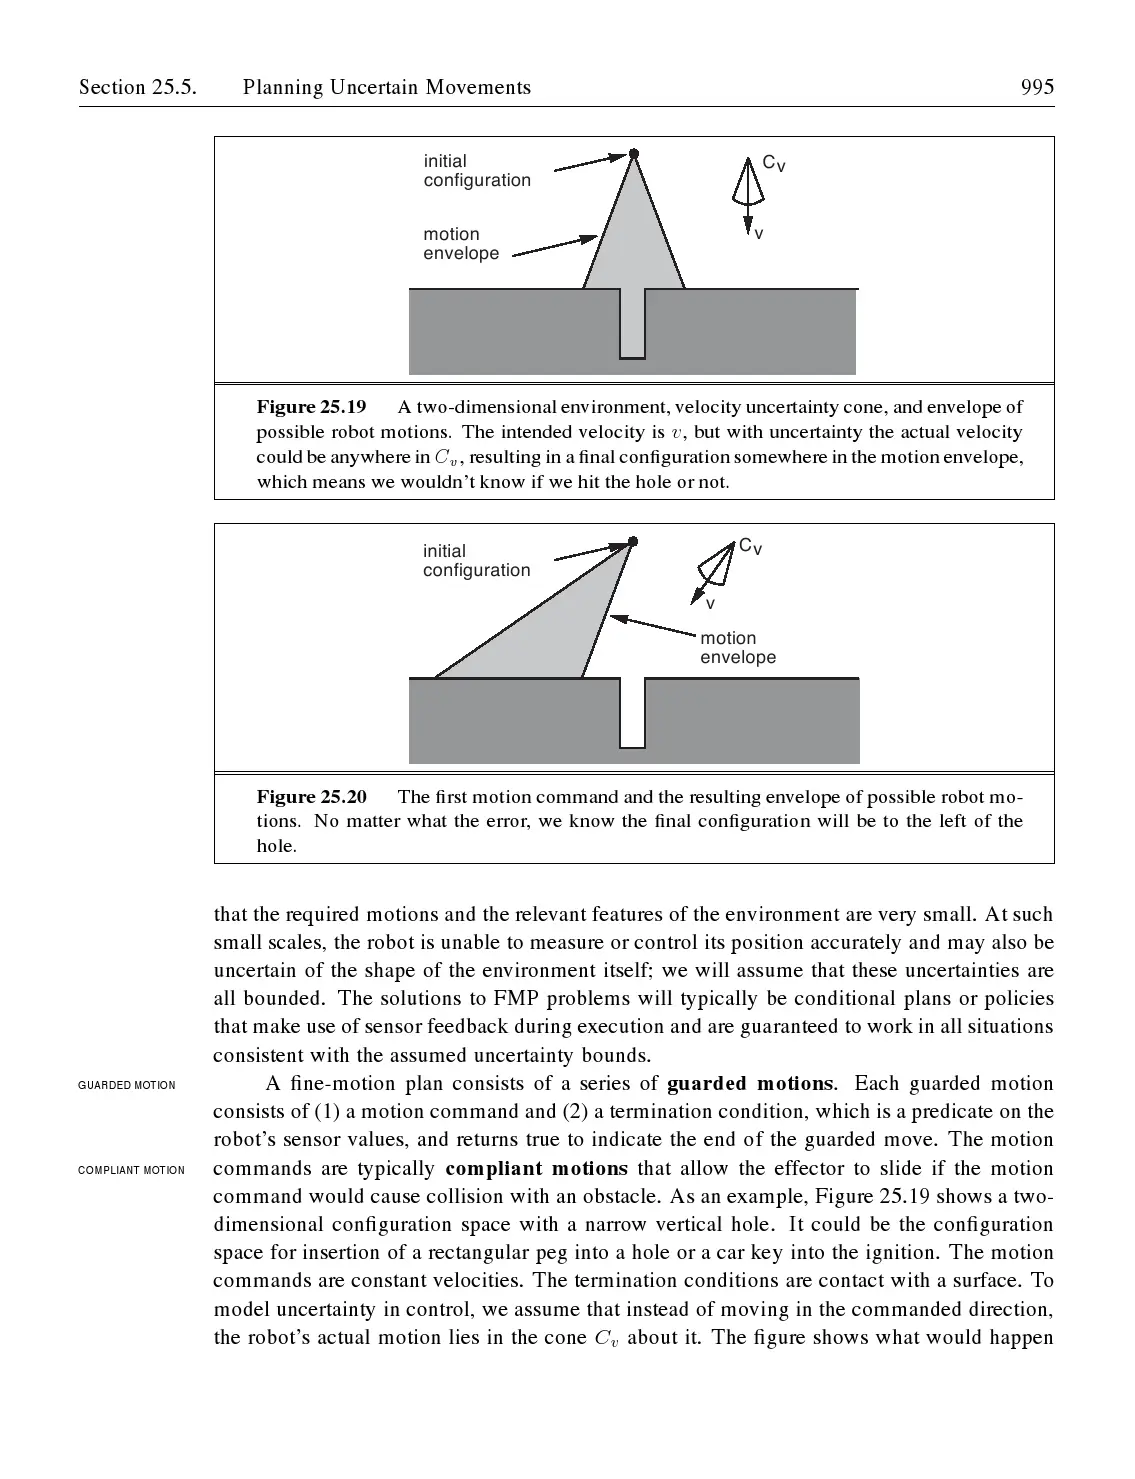 Section 25.5. Planning Uncertain Movements 995
initial
configuration
Cv
motion
envelope
v
Figure 25.19 A two-dimensional environment, velocity uncertainty cone, and envelope of
possible robot motions. The intended velocity is v, but with uncertainty the actual velocity
could be anywhere in Cv, resulting in a final configuration somewhere in the motion envelope,
which means we wouldn't know if we hit the hole or not.
initial
configuration
Cv
v
motion
envelope
Figure 25.20 The first motion command and the resulting envelope of possible robot mo-
tions. No matter what the error, we know the final configuration will be to the left of the
hole.
that the required motions and the relevant features of the environment are very small. At such
small scales, the robot is unable to measure or control its position accurately and may also be
uncertain of the shape of the environment itself; we will assume that these uncertainties are
all bounded. The solutions to FMP problems will typically be conditional plans or policies
that make use of sensor feedback during execution and are guaranteed to work in all situations
consistent with the assumed uncertainty bounds.
GUARDED MOTION
A fine-motion plan consists of a series of guarded motions. Each guarded motion
consists of (1) a motion command and (2) a termination condition, which is a predicate on the
robot's sensor values, and returns true to indicate the end of the guarded move. The motion
COMPLIANT MOTION
commands are typically compliant motions that allow the effector to slide if the motion
command would cause collision with an obstacle. As an example, Figure 25.19 shows a two-
dimensional configuration space with a narrow vertical hole. It could be the configuration
space for insertion of a rectangular peg into a hole or a car key into the ignition. The motion
commands are constant velocities. The termination conditions are contact with a surface. To
model uncertainty in control, we assume that instead of moving in the commanded direction,
the robot's actual motion lies in the cone Cv about it. The figure shows what would happen